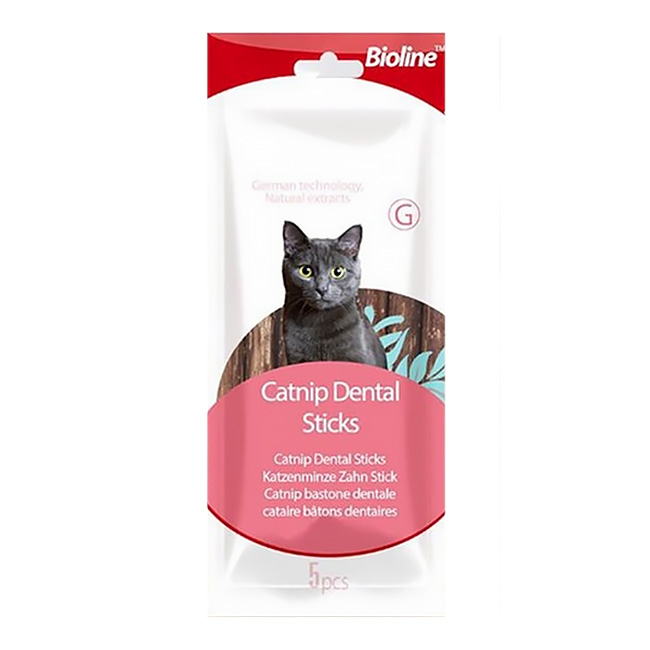 Bioline™
German technology,
Natural extracts
G
Catnip Dental
Sticks
Catnip Dental Sticks
Katzenminze Zahn Stick
Catnip bastone dentale
cataire bâtons dentaires
5pcs